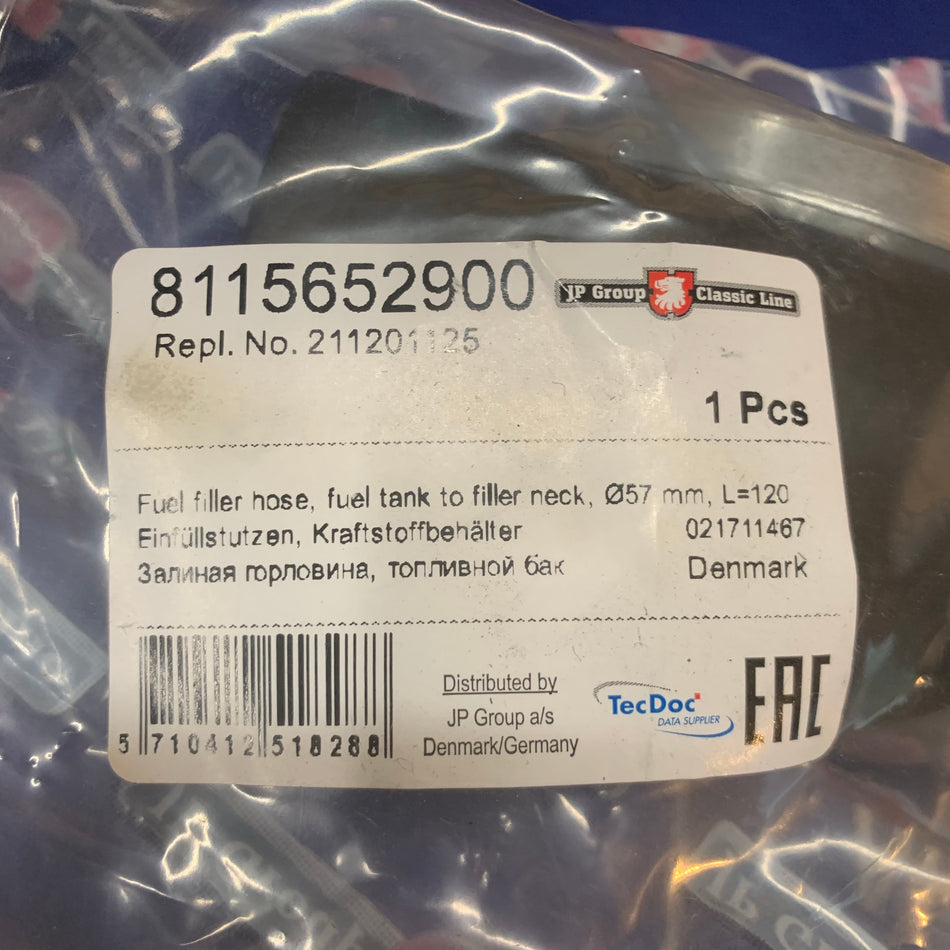 8115652900
JP Group Classic Line
Repl. No. 211201125
1 Pcs
Fuel filler hose, fuel tank to filler neck, Ø57 mm, L=120
Einfüllstutzen, Kraftstoffbehälter 021711467
Залиная горловина, топливной бак Denmark
Distributed by
JP Group a/s
Denmark/Germany
TecDoc
DATA SUPPLIER
EAC
5 710412 518288